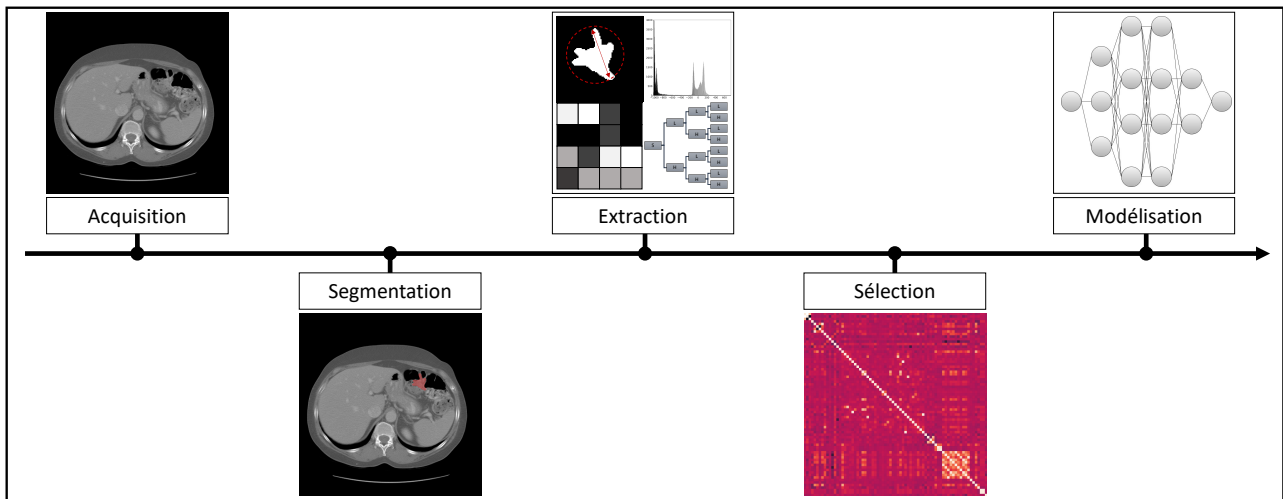 Acquisition
Segmentation
Extraction
S
L
H
L
H
L
H
L
H
L
H
L
H
L
H
Sélection
Modélisation